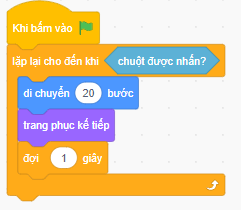 Khi bấm vào
lặp lại cho đến khi chuột được nhấn?
di chuyển 20 bước
trang phục kế tiếp
đợi 1 giây